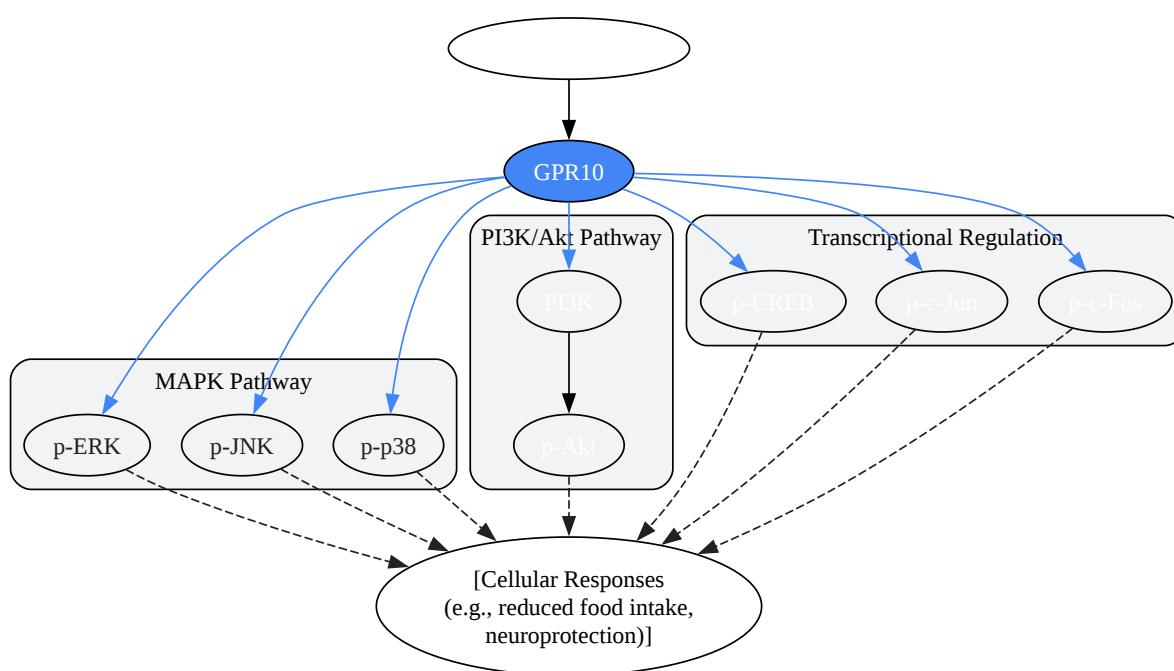 GPR10
PI3K/Akt Pathway
Transcriptional Regulation
PI3K
p-CREB
p-c-Jun
p-c-Fos
MAPK Pathway
p-ERK
p-JNK
p-p38
p-Akt
[Cellular Responses
(e.g., reduced food intake,
neuroprotection)]